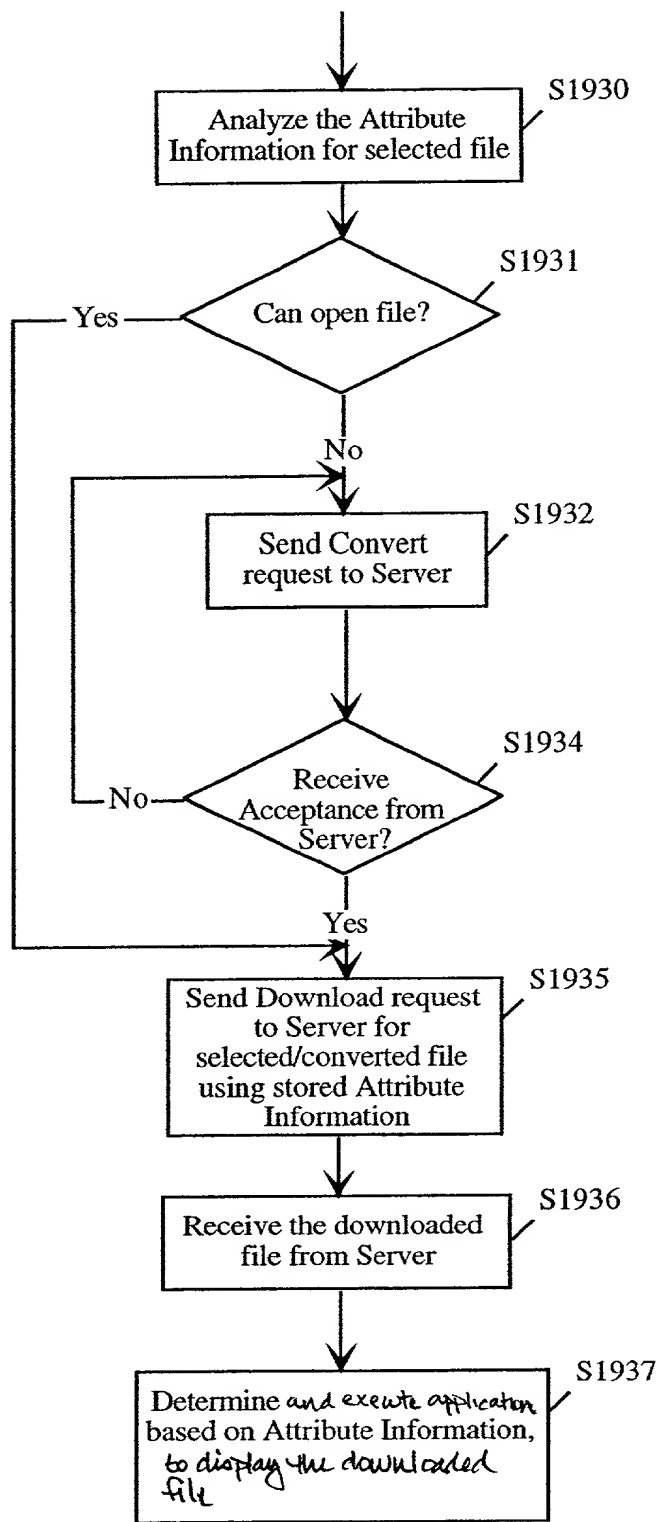 S1930
Analyze the Attribute
Information for selected file
S1931
Can open file?
Yes
No
S1932
Send Convert
request to Server
S1934
Receive
Acceptance from
Server?
No
Yes
S1935
Send Download request
to Server for
selected/converted file
using stored Attribute
Information
S1936
Receive the downloaded
file from Server
S1937
Determine and execute application
based on Attribute Information,
to display the downloaded
file